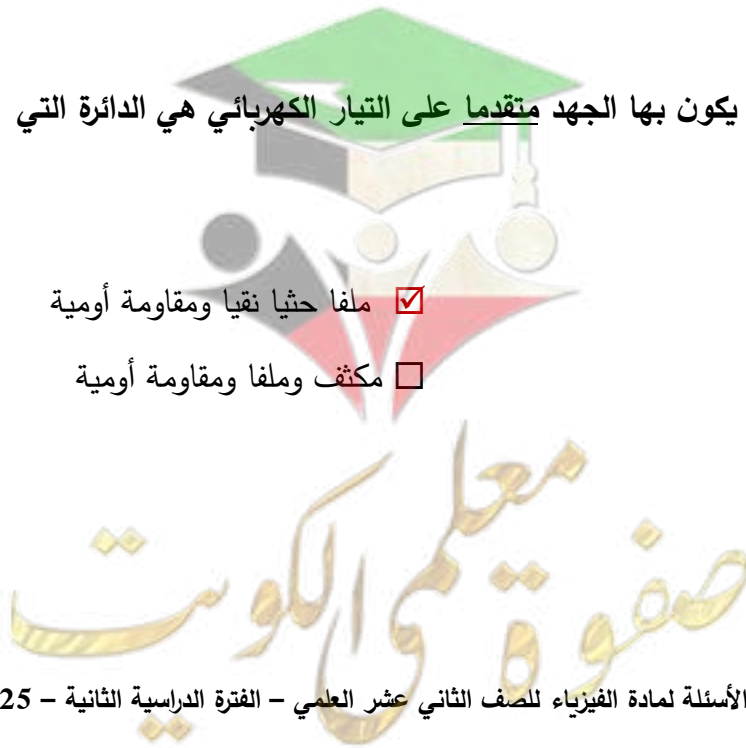 يكون بها الجهد متقدما على التيار الكهربائي هي الدائرة التي
☑ ملفا حثيا نقيا ومقاومة أومية
☐ مكثف وملفا ومقاومة أومية
صفوة معلمي الكويت
الأسئلة لمادة الفيزياء للصف الثاني عشر العلمي – الفترة الدراسية الثانية – 25